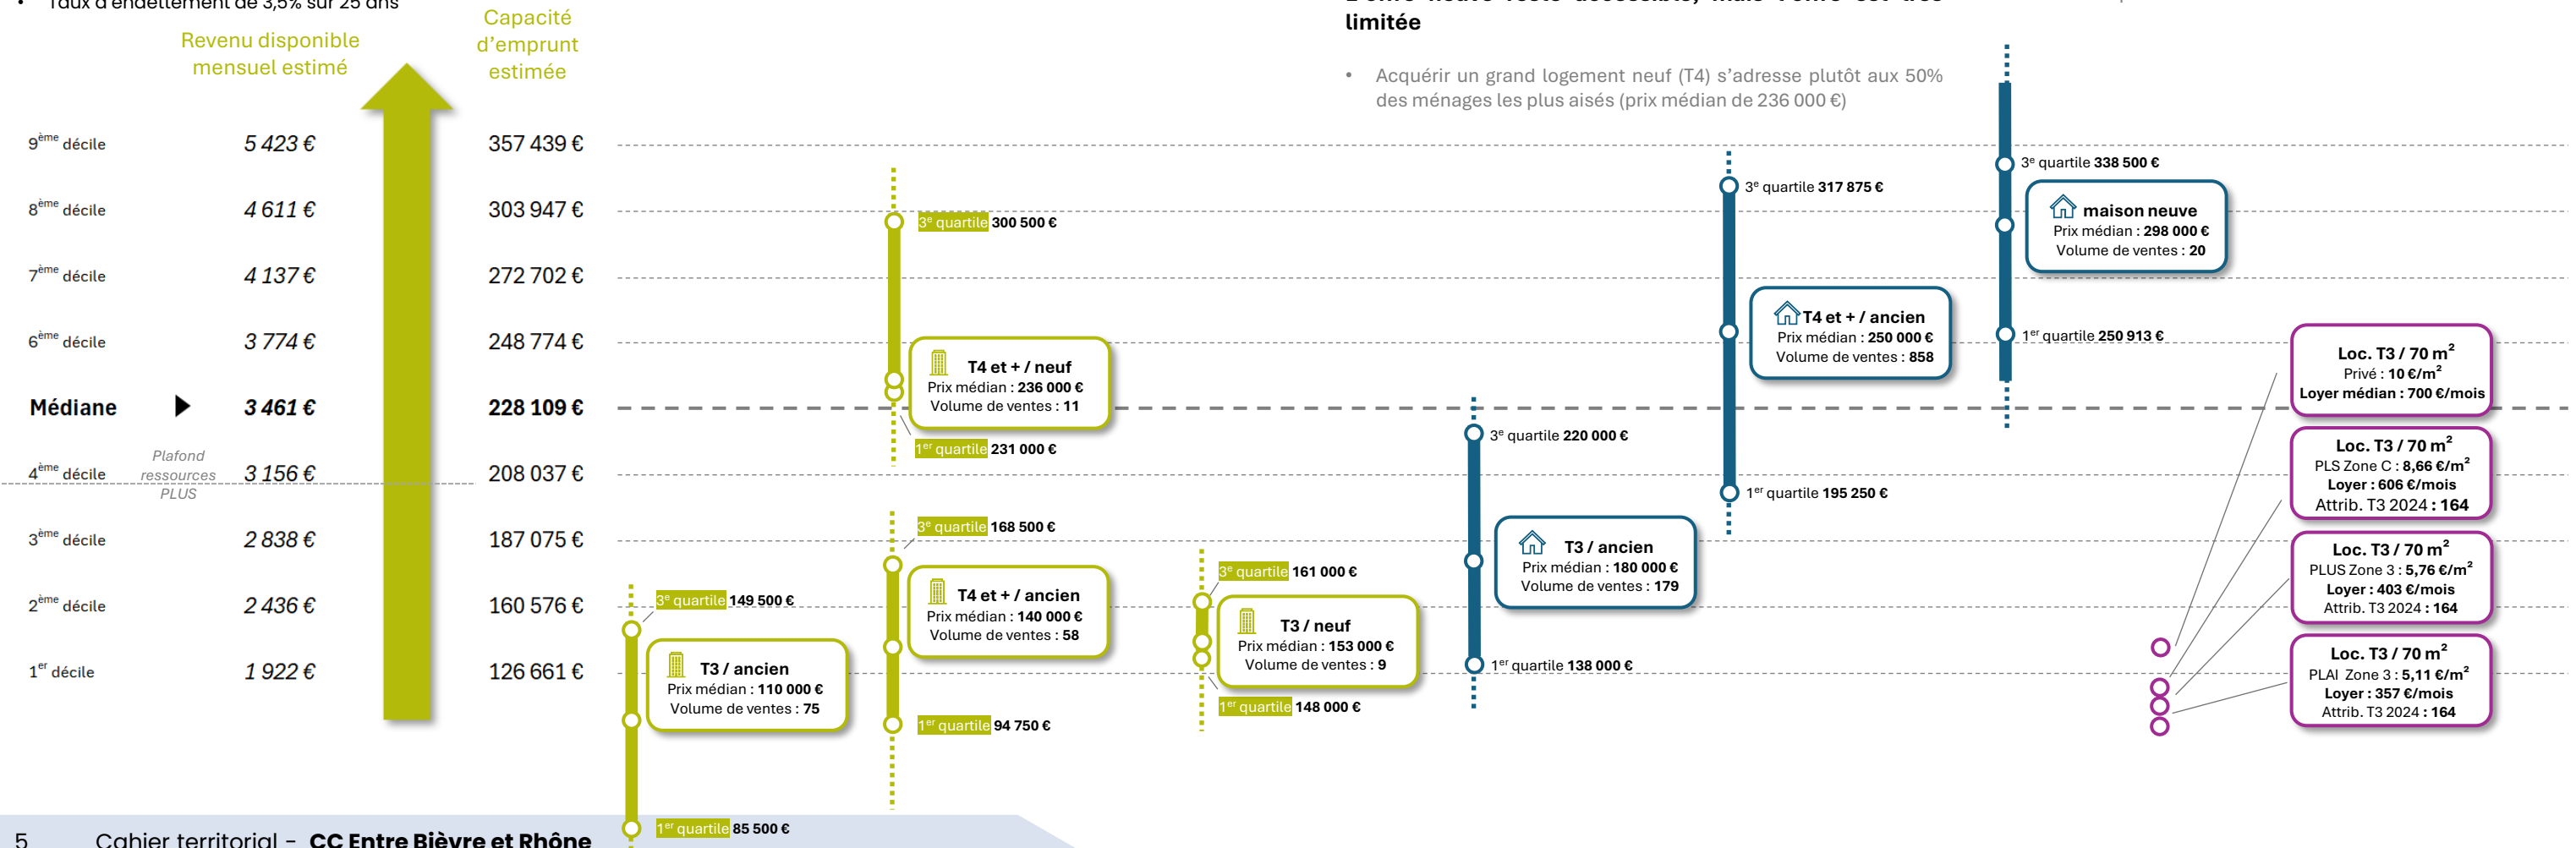 • Taux d'endettement de 3,5% sur 25 ans
Revenu disponible
mensuel estimé
Capacité
d'emprunt
estimée
limitée
• Acquérir un grand logement neuf (T4) s'adresse plutôt aux 50%
des ménages les plus aisés (prix médian de 236 000 €)
9ème décile 5 423 € 357 439 €
8ème décile 4 611 € 303 947 €
7ème décile 4 137 € 272 702 €
6ème décile 3 774 € 248 774 €
Médiane 3 461 € 228 109 €
Plafond
ressources
PLUS
4ème décile 3 156 € 208 037 €
3ème décile 2 838 € 187 075 €
2ème décile 2 436 € 160 576 €
1er décile 1 922 € 126 661 €
3e quartile 149 500 €
T3 / ancien
Prix médian : 110 000 €
Volume de ventes : 75
1er quartile 85 500 €
3e quartile 300 500 €
T4 et + / neuf
Prix médian : 236 000 €
Volume de ventes : 11
1er quartile 231 000 €
3e quartile 168 500 €
T4 et + / ancien
Prix médian : 140 000 €
Volume de ventes : 58
1er quartile 94 750 €
3e quartile 161 000 €
T3 / neuf
Prix médian : 153 000 €
Volume de ventes : 9
1er quartile 148 000 €
3e quartile 220 000 €
T3 / ancien
Prix médian : 180 000 €
Volume de ventes : 179
1er quartile 138 000 €
3e quartile 317 875 €
T4 et + / ancien
Prix médian : 250 000 €
Volume de ventes : 858
1er quartile 195 250 €
3e quartile 338 500 €
maison neuve
Prix médian : 298 000 €
Volume de ventes : 20
1er quartile 250 913 €
Loc. T3 / 70 m²
Privé : 10 €/m²
Loyer médian : 700 €/mois
Loc. T3 / 70 m²
PLS Zone C : 8,66 €/m²
Loyer : 606 €/mois
Attrib. T3 2024 : 164
Loc. T3 / 70 m²
PLUS Zone 3 : 5,76 €/m²
Loyer : 403 €/mois
Attrib. T3 2024 : 164
Loc. T3 / 70 m²
PLAI Zone 3 : 5,11 €/m²
Loyer : 357 €/mois
Attrib. T3 2024 : 164
5 Cahier territorial - CC Entre Bièvre et Rhône